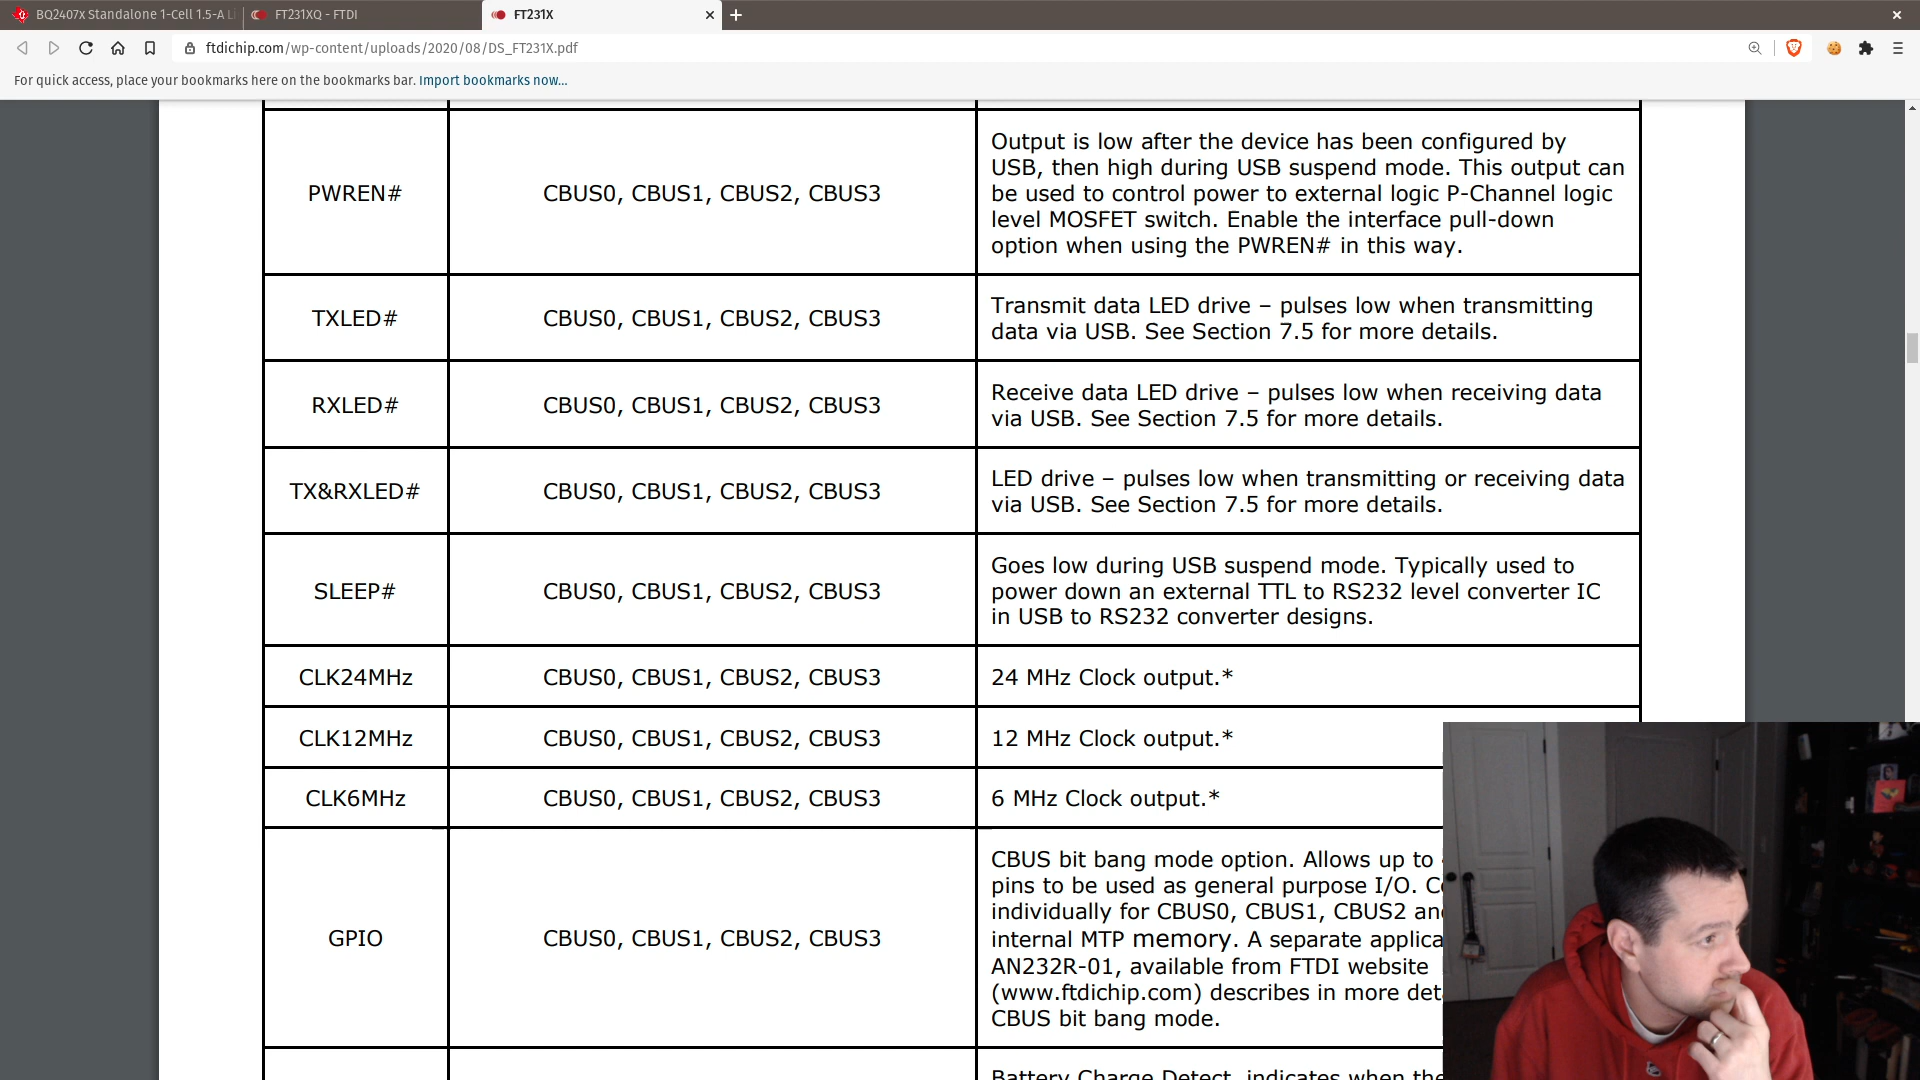 BQ2407x Standalone 1-Cell 1.5-A L
FT231XQ - FTDI
FT231X
ftdichip.com/wp-content/uploads/2020/08/DS_FT231X.pdf
For quick access, place your bookmarks here on the bookmarks bar. Import bookmarks now...
PWREN#
CBUS0, CBUS1, CBUS2, CBUS3
Output is low after the device has been configured by
USB, then high during USB suspend mode. This output can
be used to control power to external logic P-Channel logic
level MOSFET switch. Enable the interface pull-down
option when using the PWREN# in this way.
TXLED#
CBUS0, CBUS1, CBUS2, CBUS3
Transmit data LED drive – pulses low when transmitting
data via USB. See Section 7.5 for more details.
RXLED#
CBUS0, CBUS1, CBUS2, CBUS3
Receive data LED drive – pulses low when receiving data
via USB. See Section 7.5 for more details.
TX&RXLED#
CBUS0, CBUS1, CBUS2, CBUS3
LED drive – pulses low when transmitting or receiving data
via USB. See Section 7.5 for more details.
SLEEP#
CBUS0, CBUS1, CBUS2, CBUS3
Goes low during USB suspend mode. Typically used to
power down an external TTL to RS232 level converter IC
in USB to RS232 converter designs.
CLK24MHz
CBUS0, CBUS1, CBUS2, CBUS3
24 MHz Clock output.*
CLK12MHz
CBUS0, CBUS1, CBUS2, CBUS3
12 MHz Clock output.*
CLK6MHz
CBUS0, CBUS1, CBUS2, CBUS3
6 MHz Clock output.*
GPIO
CBUS0, CBUS1, CBUS2, CBUS3
CBUS bit bang mode option. Allows up to
pins to be used as general purpose I/O.
individually for CBUS0, CBUS1, CBUS2
internal MTP memory. A separate
AN232R-01, available from FTDI website
(www.ftdichip.com) describes in more
CBUS bit bang mode.
Battery Charge Detect, indicates when the